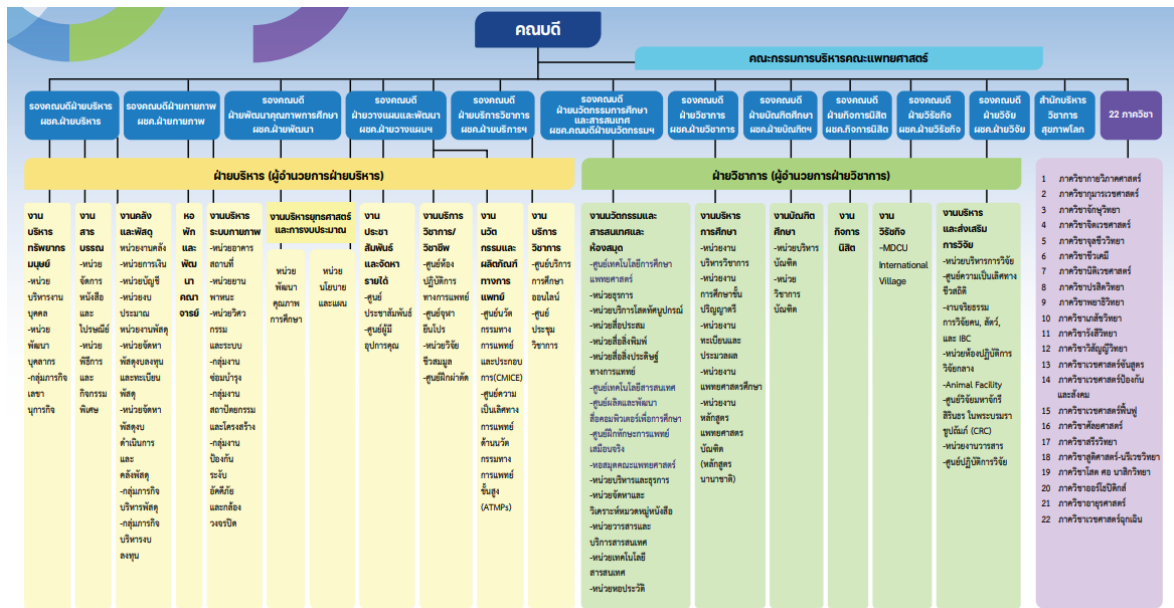 คณบดี
คณะกรรมการบริหารคณะแพทยศาสตร์
รองคณบดีฝ่ายบริหาร
ผชค.ฝ่ายบริหาร
รองคณบดีฝ่ายกายภาพ
ผชค.ฝ่ายกายภาพ
รองคณบดี
ฝ่ายพัฒนาคุณภาพการศึกษา
ผชค.ฝ่ายพัฒนา
รองคณบดี
ฝ่ายวางแผนและพัฒนา
ผชค.ฝ่ายวางแผนฯ
รองคณบดี
ฝ่ายบริการวิชาการ
ผชค.ฝ่ายบริการฯ
รองคณบดี
ฝ่ายนวัตกรรมการศึกษา
และสารสนเทศ
ผชค.คณบดีฝ่ายนวัตกรรมฯ
รองคณบดี
ฝ่ายวิชาการ
ผชค.ฝ่ายวิชาการ
รองคณบดี
ฝ่ายบัณฑิตศึกษา
ผชค.ฝ่ายบัณฑิตฯ
รองคณบดี
ฝ่ายกิจการนิสิต
ผชค.กิจการนิสิต
รองคณบดี
ฝ่ายวิรัชกิจ
ผชค.ฝ่ายวิรัชกิจ
รองคณบดี
ฝ่ายวิจัย
ผชค.ฝ่ายวิจัย
สำนักบริหาร
วิชาการ
สุขภาพโลก
22 ภาควิชา
ฝ่ายบริหาร (ผู้อำนวยการฝ่ายบริหาร)
งาน
บริหาร
ทรัพยากร
มนุษย์
-หน่วย
บริหารงาน
บุคคล
-หน่วย
พัฒนา
บุคลากร
-กลุ่มภารกิจ
เลขา
นุการกิจ
งาน
สาร
บรรณ
-หน่วย
จัดการ
หนังสือ
และ
ไปรษณีย์
-หน่วย
พิธีการ
และ
กิจกรรม
พิเศษ
งานคลัง
และพัสดุ
หน่วยงานคลัง
-หน่วยการเงิน
-หน่วยบัญชี
-หน่วยงบ
ประมาณ
หน่วยงานพัสดุ
-หน่วยจัดหา
พัสดุงบลงทุน
และทะเบียน
พัสดุ
-หน่วยจัดหา
พัสดุงบ
ดำเนินการ
และ
คลังพัสดุ
-กลุ่มภารกิจ
บริหารพัสดุ
-กลุ่มภารกิจ
บริหารงบ
ลงทุน
หอ
พัก
และ
พัฒ
นา
คณา
จารย์
งานบริหาร
ระบบกายภาพ
-หน่วยอาคาร
สถานที่
-หน่วยยาน
พาหนะ
-หน่วยวิศว
กรรม
และระบบ
-กลุ่มงาน
ซ่อมบำรุง
-กลุ่มงาน
สถาปัตยกรรม
และโครงสร้าง
-กลุ่มงาน
ป้องกัน
ระงับ
อัคคีภัย
และกล้อง
วงจรปิด
งานบริหารยุทธศาสตร์
และการงบประมาณ
หน่วย
พัฒนา
คุณภาพ
การศึกษา
หน่วย
นโยบาย
และแผน
งาน
ประชา
สัมพันธ์
และจัดหา
รายได้
-ศูนย์
ประชาสัมพันธ์
-ศูนย์ผู้มี
อุปการคุณ
งานบริการ
วิชาการ/
วิชาชีพ
-ศูนย์ห้อง
ปฏิบัติการ
ทางการแพทย์
-ศูนย์จุฬา
ยีนโปร
-หน่วยวิจัย
ชีวสมมูล
-ศูนย์ฝึกผ่าตัด
งาน
นวัต
กรรมและ
ผลิตภัณฑ์
ทางการ
แพทย์
-ศูนย์นวัต
กรรมทาง
การแพทย์
และประกอบ
การ(CMICE)
-ศูนย์ความ
เป็นเลิศทาง
การแพทย์
ด้านนวัต
กรรมทาง
การแพทย์
ขั้นสูง
(ATMPs)
งาน
บริการ
วิชาการ
-ศูนย์บริการ
การศึกษา
ออนไลน์
-ศูนย์
ประชุม
วิชาการ
ฝ่ายวิชาการ (ผู้อำนวยการฝ่ายวิชาการ)
งานนวัตกรรมและ
สารสนเทศและ
ห้องสมุด
-ศูนย์เทคโนโลยีการศึกษา
แพทยศาสตร์
-หน่วยธุรการ
-หน่วยบริการโสตทัศนูปกรณ์
-หน่วยสื่อประสม
-หน่วยสื่อสิ่งพิมพ์
-หน่วยสื่อสิ่งประดิษฐ์
ทางการแพทย์
-ศูนย์เทคโนโลยีสารสนเทศ
-ศูนย์ผลิตและพัฒนา
สื่อคอมพิวเตอร์เพื่อการศึกษา
-ศูนย์ฝึกทักษะการแพทย์
เสมือนจริง
-หอสมุดคณะแพทยศาสตร์
-หน่วยบริหารและธุรการ
-หน่วยจัดหาและ
วิเคราะห์หมวดหมู่หนังสือ
-หน่วยวารสารและ
บริการสารสนเทศ
-หน่วยเทคโนโลยี
สารสนเทศ
-หน่วยหอประวัติ
งานบริหาร
การศึกษา
-หน่วยงาน
บริหารวิชาการ
-หน่วยงาน
การศึกษาชั้น
ปริญญาตรี
-หน่วยงาน
ทะเบียนและ
ประมวลผล
-หน่วยงาน
แพทยศาสตรศึกษา
-หน่วยงาน
หลักสูตร
แพทยศาสตร
บัณฑิต
(หลักสูตร
นานาชาติ)
งานบัณฑิต
ศึกษา
-หน่วยบริหาร
บัณฑิต
-หน่วย
วิชาการ
บัณฑิต
งาน
กิจการ
นิสิต
งาน
วิรัชกิจ
-MDCU
International
Village
งานบริหาร
และส่งเสริม
การวิจัย
-หน่วยบริหารการวิจัย
-ศูนย์ความเป็นเลิศทาง
ชีวสถิติ
-งานจริยธรรม
การวิจัยคน, สัตว์,
และ IBC
-หน่วยห้องปฏิบัติการ
วิจัยกลาง
-Animal Facility
-ศูนย์วิจัยมหาจักรี
สิรินธร ในพระบรมรา
ชูปถัมภ์ (CRC)
-หน่วยงานวารสาร
-ศูนย์ปฏิบัติการวิจัย
1 ภาควิชากายวิภาคศาสตร์
2 ภาควิชากุมารเวชศาสตร์
3 ภาควิชาจักษุวิทยา
4 ภาควิชาจิตเวชศาสตร์
5 ภาควิชาจุลชีววิทยา
6 ภาควิชาชีวเคมี
7 ภาควิชานิติเวชศาสตร์
8 ภาควิชาปรสิตวิทยา
9 ภาควิชาพยาธิวิทยา
10 ภาควิชาเภสัชวิทยา
11 ภาควิชารังสีวิทยา
12 ภาควิชาวิสัญญีวิทยา
13 ภาควิชาเวชศาสตร์ชันสูตร
14 ภาควิชาเวชศาสตร์ป้องกัน
และสังคม
15 ภาควิชาเวชศาสตร์ฟื้นฟู
16 ภาควิชาศัลยศาสตร์
17 ภาควิชาสรีรวิทยา
18 ภาควิชาสูติศาสตร์-นรีเวชวิทยา
19 ภาควิชาโสต ศอ นาสิกวิทยา
20 ภาควิชาออร์โธปิดิกส์
21 ภาควิชาอายุรศาสตร์
22 ภาควิชาเวชศาสตร์ฉุกเฉิน